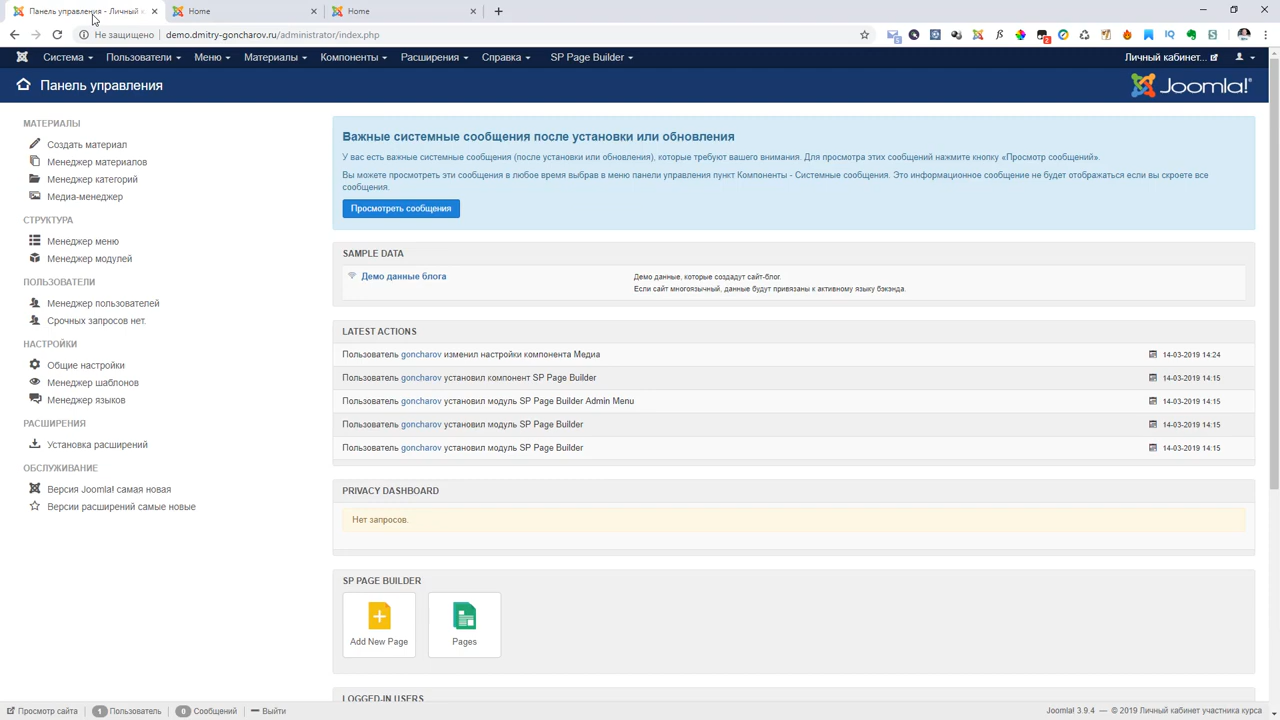 Панель управления - Личный к
Home
Home
Не защищено
demo.dmitry-goncharov.ru/administrator/index.php
Система
Пользователи
Меню
Материалы
Компоненты
Расширения
Справка
SP Page Builder
Личный кабинет...
Панель управления
Joomla!
МАТЕРИАЛЫ
Создать материал
Менеджер материалов
Менеджер категорий
Медиа-менеджер
СТРУКТУРА
Менеджер меню
Менеджер модулей
ПОЛЬЗОВАТЕЛИ
Менеджер пользователей
Срочных запросов нет.
НАСТРОЙКИ
Общие настройки
Менеджер шаблонов
Менеджер языков
РАСШИРЕНИЯ
Установка расширений
ОБСЛУЖИВАНИЕ
Версия Joomla! самая новая
Версии расширений самые новые
Важные системные сообщения после установки или обновления
У вас есть важные системные сообщения (после установки или обновления), которые требуют вашего внимания. Для просмотра этих сообщений нажмите кнопку «Просмотр сообщений».
Вы можете просмотреть эти сообщения в любое время выбрав в меню панели управления пункт Компоненты - Системные сообщения. Это информационное сообщение не будет отображаться если вы скроете все
сообщения.
Просмотреть сообщения
SAMPLE DATA
Демо данные блога
Демо данные, которые создадут сайт-блог.
Если сайт многоязычный, данные будут привязаны к активному языку бэкэнда.
LATEST ACTIONS
Пользователь goncharov изменил настройки компонента Медиа 14-03-2019 14:24
Пользователь goncharov установил компонент SP Page Builder 14-03-2019 14:15
Пользователь goncharov установил модуль SP Page Builder Admin Menu 14-03-2019 14:15
Пользователь goncharov установил модуль SP Page Builder 14-03-2019 14:15
Пользователь goncharov установил модуль SP Page Builder 14-03-2019 14:15
PRIVACY DASHBOARD
Нет запросов.
SP PAGE BUILDER
Add New Page
Pages
LOGGED-IN USERS
Просмотр сайта
1 Пользователь
0 Сообщений
Выйти
Joomla! 3.9.4 — © 2019 Личный кабинет участника курса